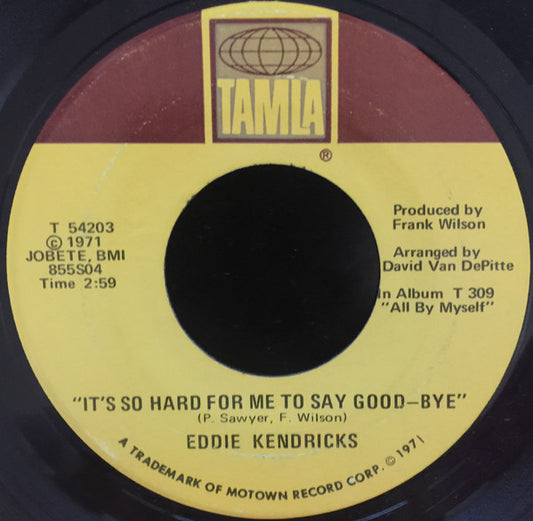 TAMLA
®
T 54203
© 1971
JOBETE, BMI
855S04
Time 2:59
Produced by
Frank Wilson
Arranged by
David Van DePitte
In Album T 309
"All By Myself"
"IT'S SO HARD FOR ME TO SAY GOOD—BYE"
(P. Sawyer, F. Wilson)
EDDIE KENDRICKS
A TRADEMARK OF MOTOWN RECORD CORP. © 1971